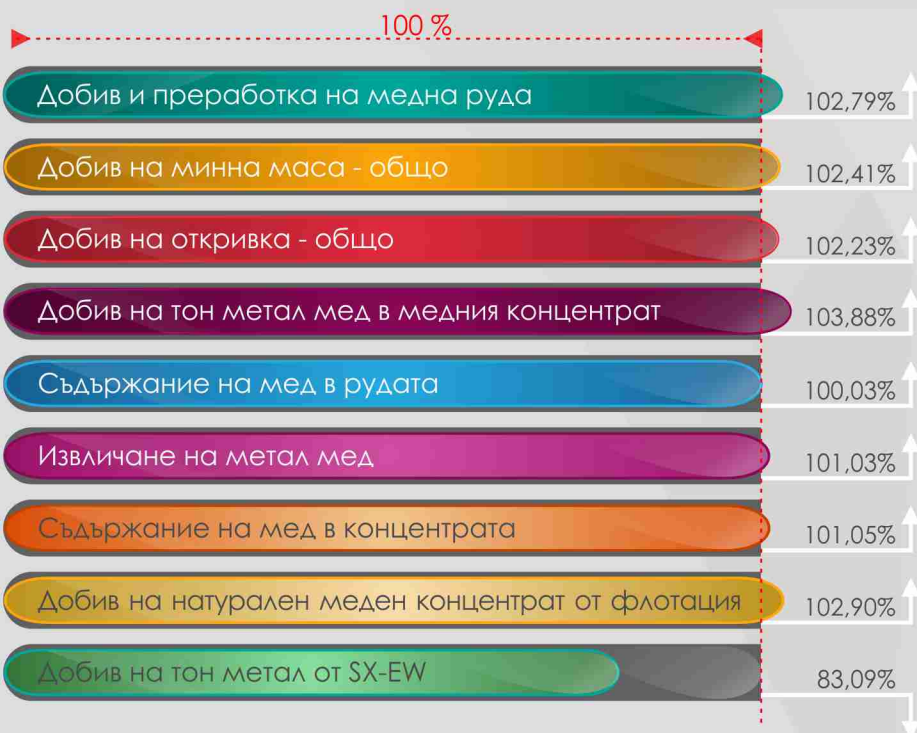 100 %
Добив и преработка на медна руда 102,79%
Добив на минна маса - общо 102,41%
Добив на откривка - общо 102,23%
Добив на тон метал мед в медния концентрат 103,88%
Съдържание на мед в рудата 100,03%
Извличане на метал мед 101,03%
Съдържание на мед в концентрата 101,05%
Добив на натурален меден концентрат от флотация 102,90%
Добив на тон метал от SX-EW 83,09%